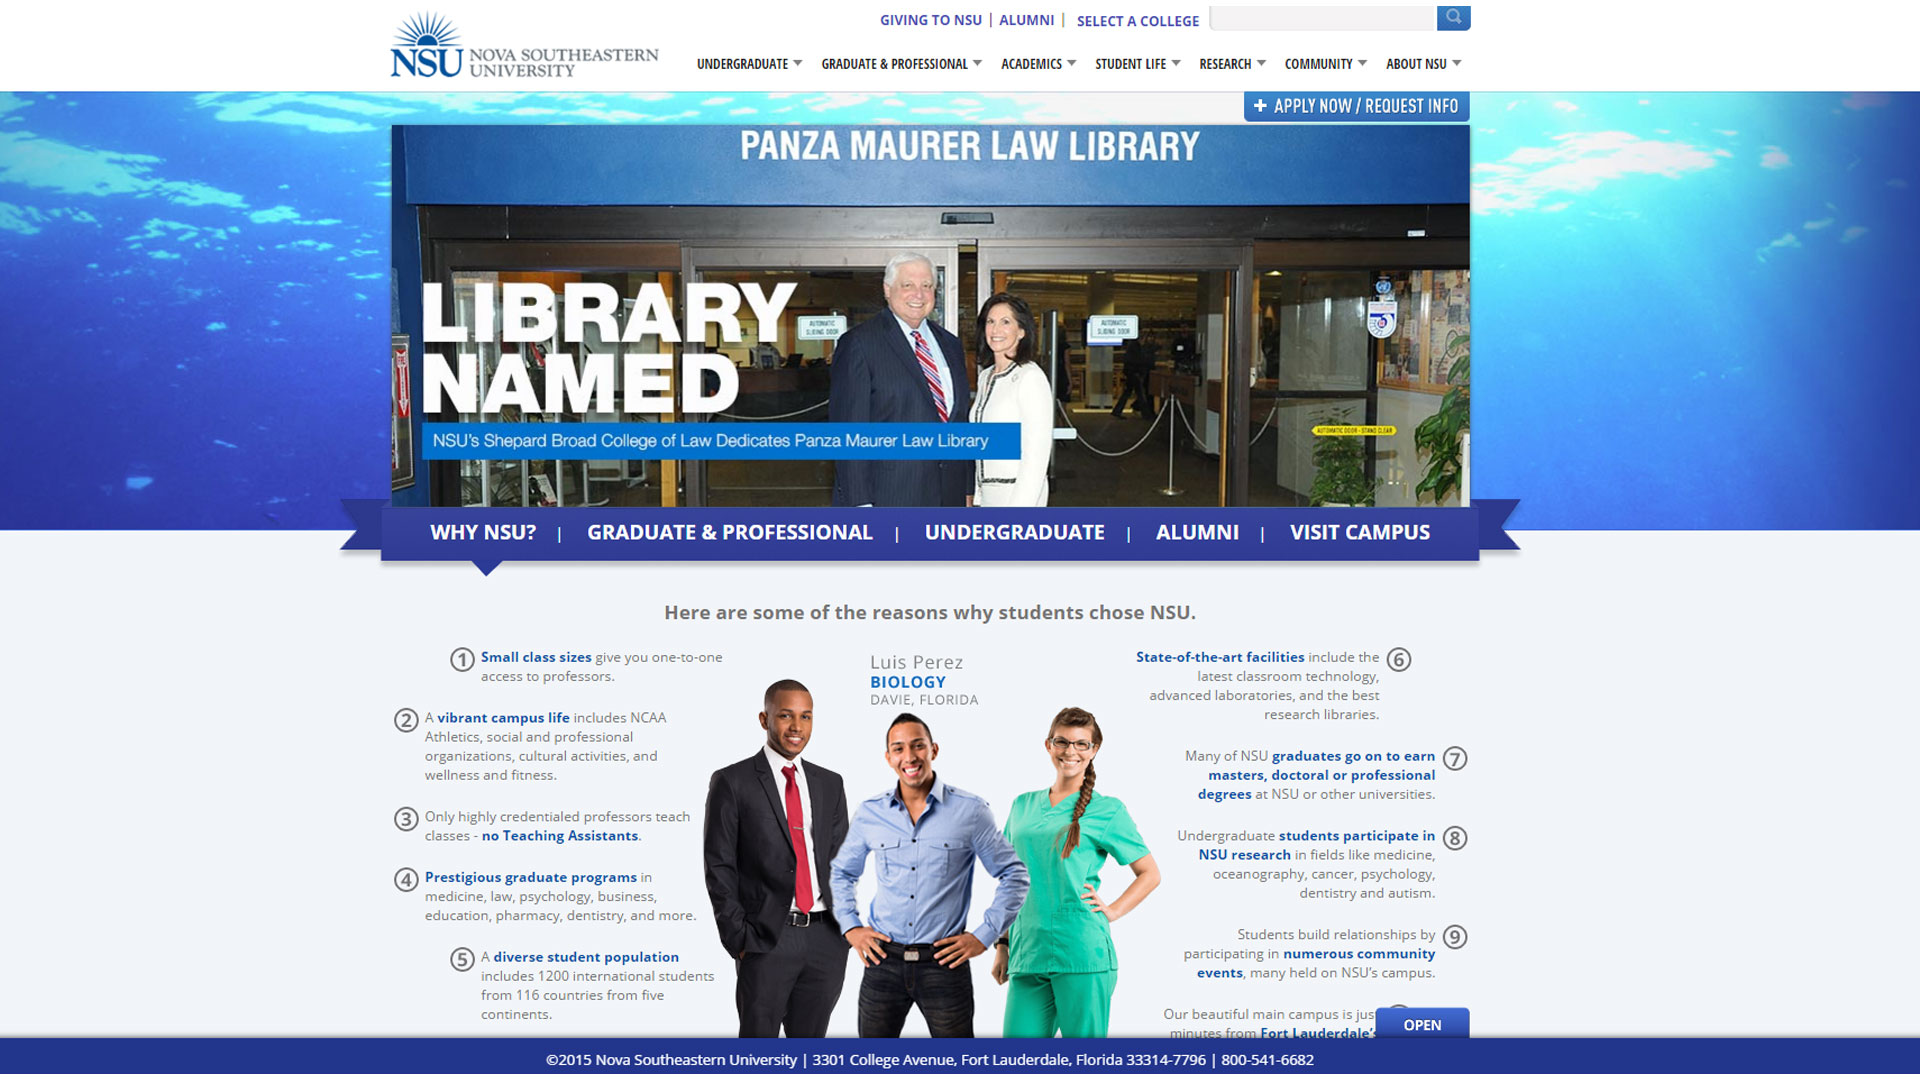 GIVING TO NSU | ALUMNI | SELECT A COLLEGE
NSU NOVA SOUTHEASTERN
UNIVERSITY
UNDERGRADUATE GRADUATE & PROFESSIONAL ACADEMICS STUDENT LIFE RESEARCH COMMUNITY ABOUT NSU
+ APPLY NOW / REQUEST INFO
PANZA MAURER LAW LIBRARY
AUTOMATIC
SLIDING DOOR
AUTOMATIC
SLIDING DOOR
LIBRARY
NAMED
AUTOMATIC DOOR - STAND CLEAR
NSU's Shepard Broad College of Law Dedicates Panza Maurer Law Library
WHY NSU? | GRADUATE & PROFESSIONAL | UNDERGRADUATE | ALUMNI | VISIT CAMPUS
Here are some of the reasons why students chose NSU.
1 Small class sizes give you one-to-one
access to professors.
2 A vibrant campus life includes NCAA
Athletics, social and professional
organizations, cultural activities, and
wellness and fitness.
3 Only highly credentialed professors teach
classes - no Teaching Assistants.
4 Prestigious graduate programs in
medicine, law, psychology, business,
education, pharmacy, dentistry, and more.
5 A diverse student population
includes 1200 international students
from 116 countries from five
continents.
Luis Perez
BIOLOGY
DAVIE, FLORIDA
State-of-the-art facilities include the 6
latest classroom technology,
advanced laboratories, and the best
research libraries.
Many of NSU graduates go on to earn 7
masters, doctoral or professional
degrees at NSU or other universities.
Undergraduate students participate in 8
NSU research in fields like medicine,
oceanography, cancer, psychology,
dentistry and autism.
Students build relationships by 9
participating in numerous community
events, many held on NSU's campus.
Our beautiful main campus is just
minutes from Fort Lauderdale's
OPEN
©2015 Nova Southeastern University | 3301 College Avenue, Fort Lauderdale, Florida 33314-7796 | 800-541-6682